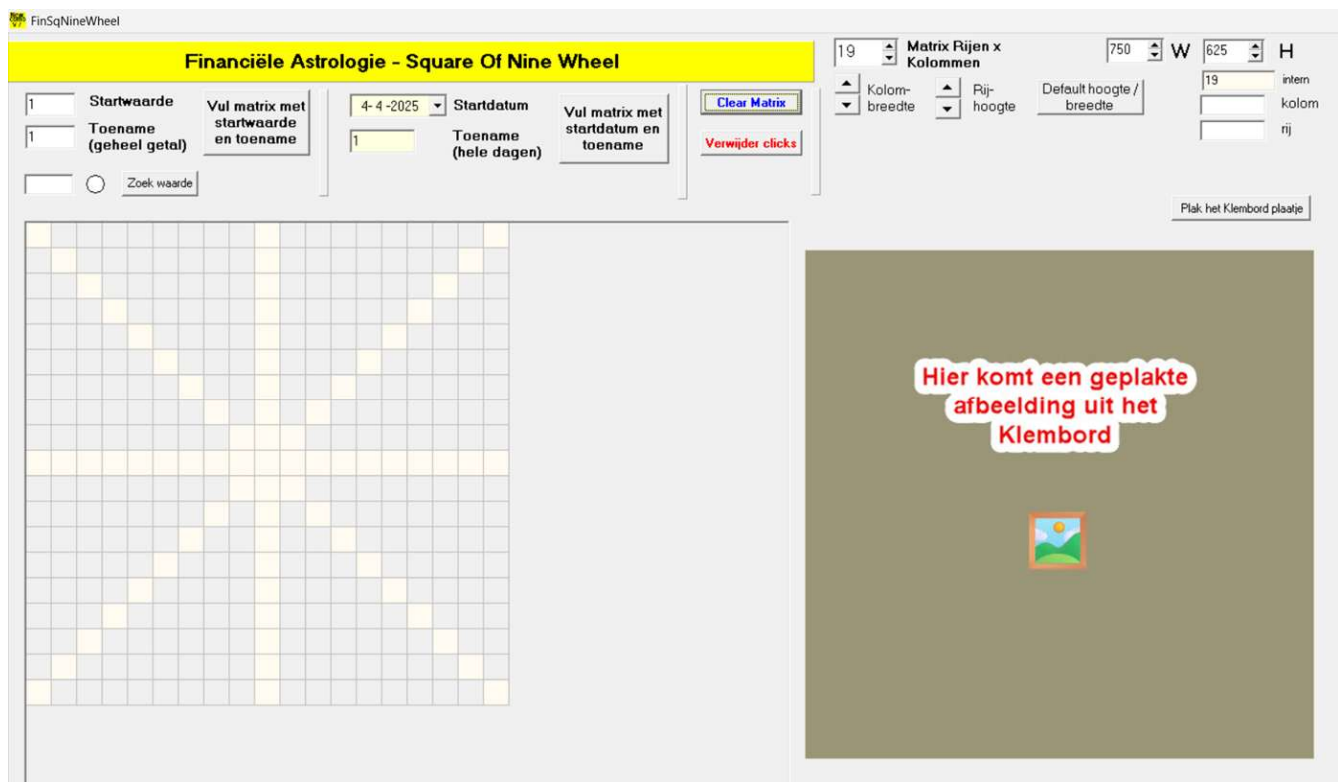 FinSqNineWheel
Financiële Astrologie - Square Of Nine Wheel
19
Matrix Rijen x
Kolommen
750
W
625
H
Kolom-
breedte
Rij-
hoogte
Default hoogte /
breedte
19
intern
kolom
rij
1
Startwaarde
1
Toename
(geheel getal)
Vul matrix met
startwaarde
en toename
4- 4 -2025
Startdatum
1
Toename
(hele dagen)
Vul matrix met
startdatum en
toename
Clear Matrix
Verwijder clicks
Zoek waarde
Plak het Klembord plaatje
Hier komt een geplakte
afbeelding uit het
Klembord